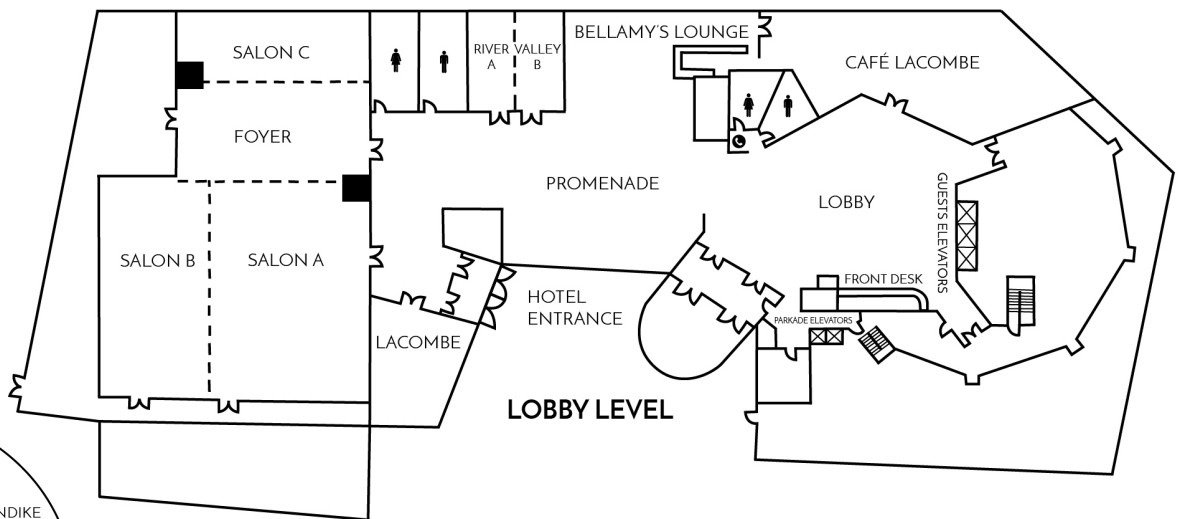 SALON C
RIVER VALLEY
A B
BELLAMY'S LOUNGE
CAFÉ LACOMBE
FOYER
PROMENADE
LOBBY
GUESTS ELEVATORS
SALON B
SALON A
FRONT DESK
HOTEL
ENTRANCE
PARKADE ELEVATORS
LACOMBE
LOBBY LEVEL
NDIKE